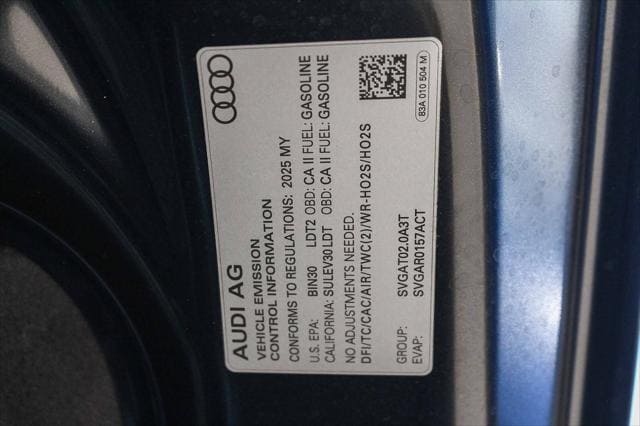 AUDI AG
VEHICLE EMISSION
CONTROL INFORMATION
CONFORMS TO REGULATIONS: 2025 MY
U.S. EPA: BIN30 LDT2 OBD: CA II FUEL: GASOLINE
CALIFORNIA: SULEV30 LDT OBD: CA II FUEL: GASOLINE
NO ADJUSTMENTS NEEDED.
DFI/TC/CAC/AIR/TWC(2)/WR-HO2S/HO2S
GROUP: SVGAT02.0A3T
EVAP: SVGAR0157ACT
83A 010 504 M